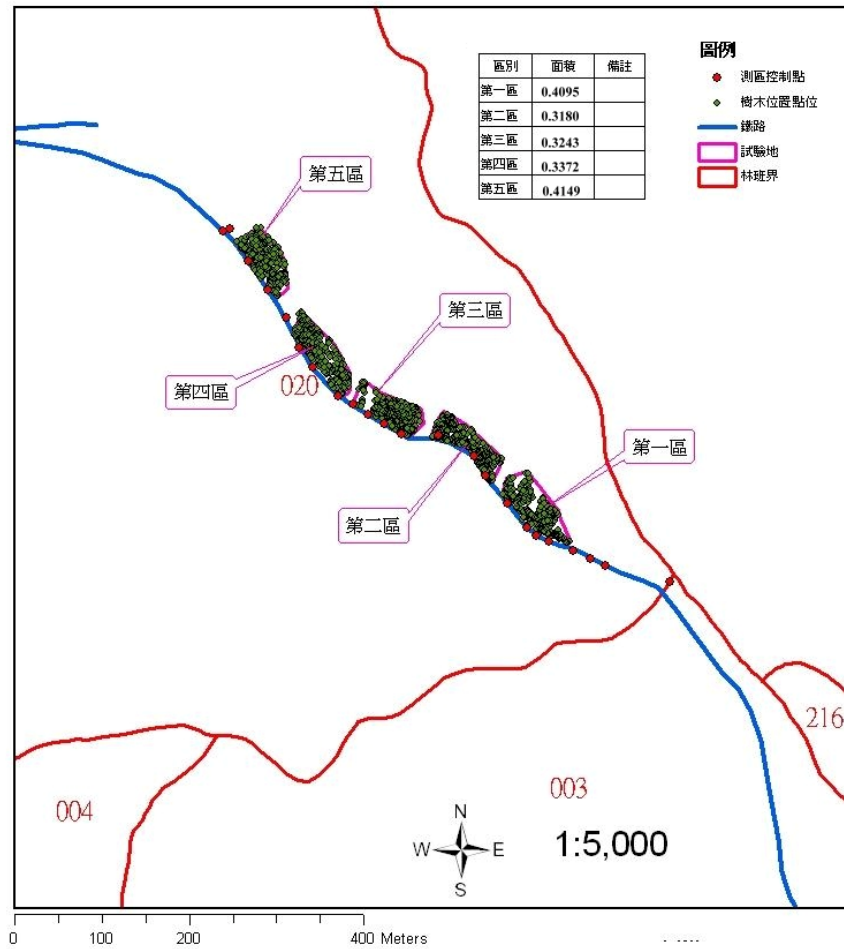 區別 面積 備註
第一區 0.4095
第二區 0.3180
第三區 0.3243
第四區 0.3372
第五區 0.4149
圖例
測區控制點
樹木位置點位
鐵路
試驗地
林班界
第五區
第三區
第四區
020
第一區
第二區
216
003
004
N
W E
S
1:5,000
0 100 200 400 Meters